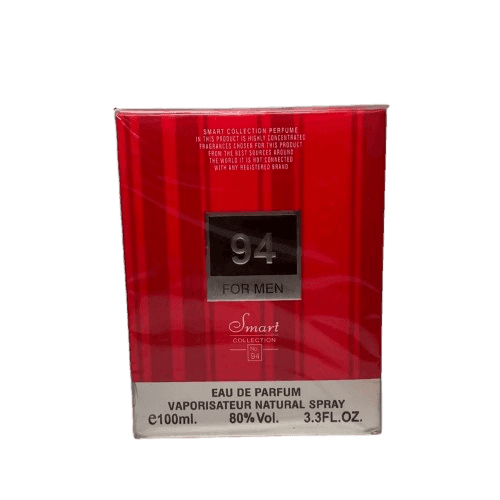 SMART COLLECTION PERFUME
IN THIS PRODUCT IS HIGHLY CONCENTRATES
FRAGRANCES CHOSEN FOR THIS PRODUCT
FROM THE BEST SOURCES AROUND
THE WORLD IT IS NOT CONNECTED
WITH ANY REGISTERED BRAND
94
FOR MEN
Smart
COLLECTION
No
94
EAU DE PARFUM
VAPORISATEUR NATURAL SPRAY
e100ml. 80% Vol. 3.3FL.OZ.